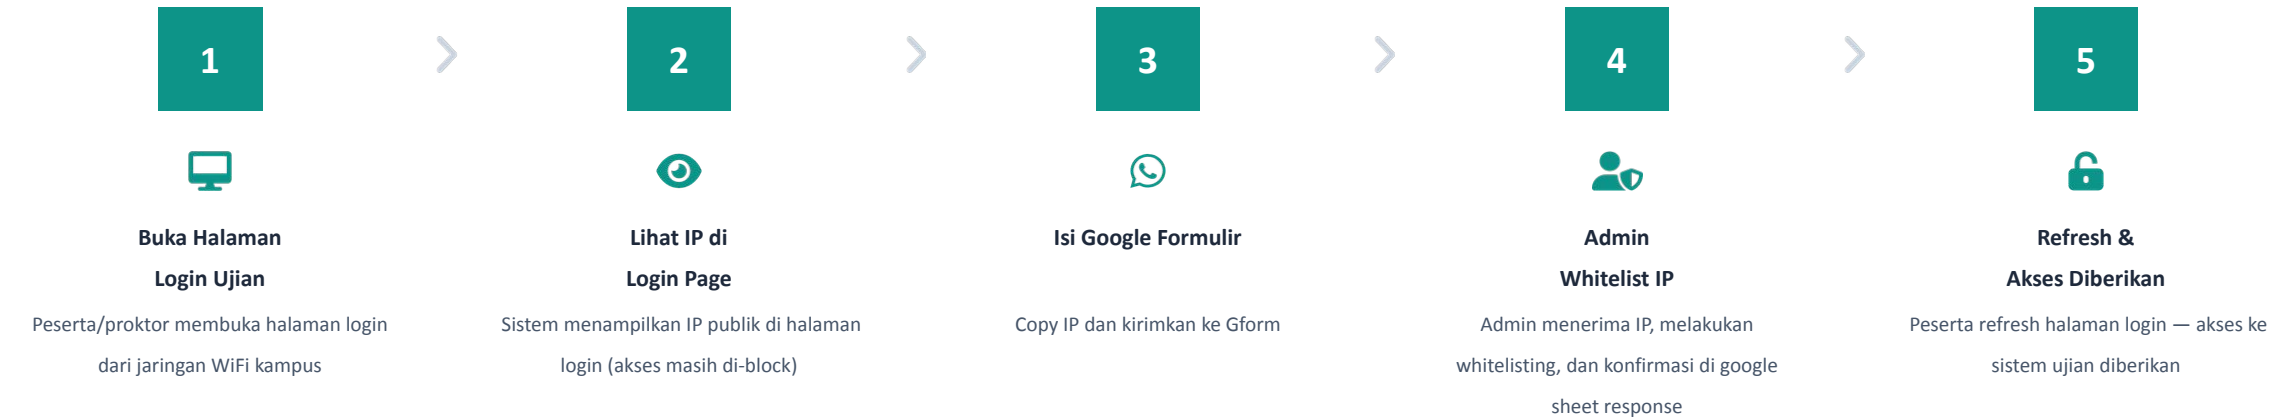 1
2
3
4
5
Buka Halaman
Login Ujian
Peserta/proktor membuka halaman login
dari jaringan WiFi kampus
Lihat IP di
Login Page
Sistem menampilkan IP publik di halaman
login (akses masih di-block)
Isi Google Formulir
Copy IP dan kirimkan ke Gform
Admin
Whitelist IP
Admin menerima IP, melakukan
whitelisting, dan konfirmasi di google
sheet response
Refresh &
Akses Diberikan
Peserta refresh halaman login — akses ke
sistem ujian diberikan